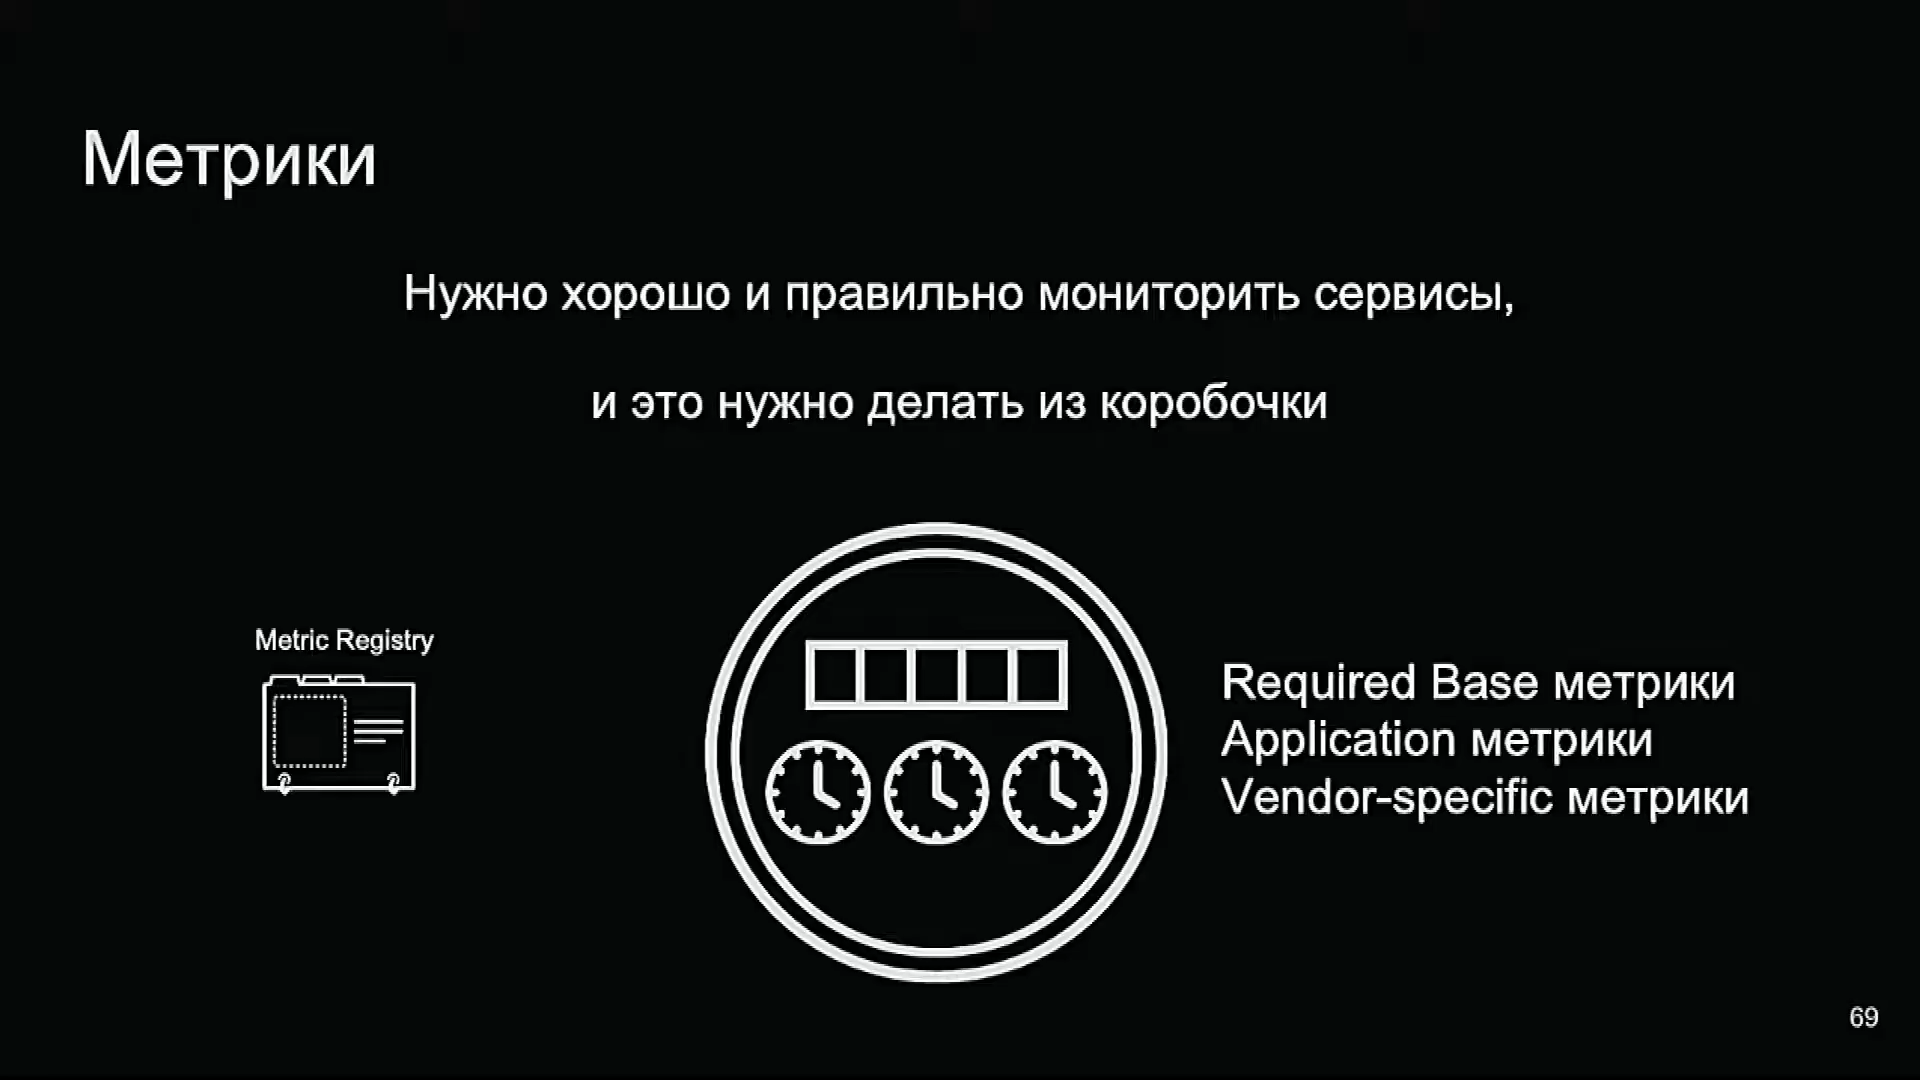 Метрики
Нужно хорошо и правильно мониторить сервисы,
и это нужно делать из коробочки
Metric Registry
Required Base метрики
Application метрики
Vendor-specific метрики
69